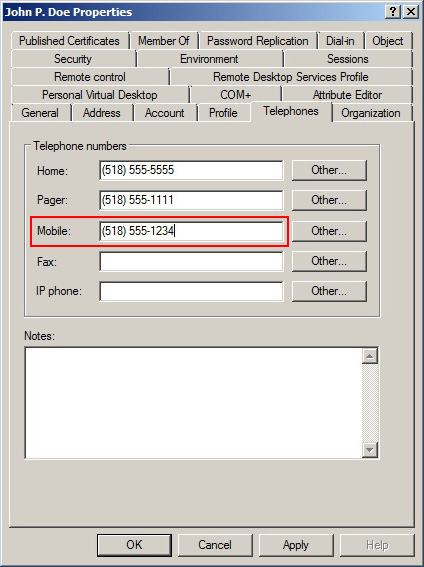 John P. Doe Properties
Published Certificates Member Of Password Replication Dial-in Object
Security Environment Sessions
Remote control Remote Desktop Services Profile
Personal Virtual Desktop COM+ Attribute Editor
General Address Account Profile Telephones Organization
Telephone numbers
Home: (518) 555-5555 Other...
Pager: (518) 555-1111 Other...
Mobile: (518) 555-1234 Other...
Fax: Other...
IP phone: Other...
Notes:
OK Cancel Apply Help